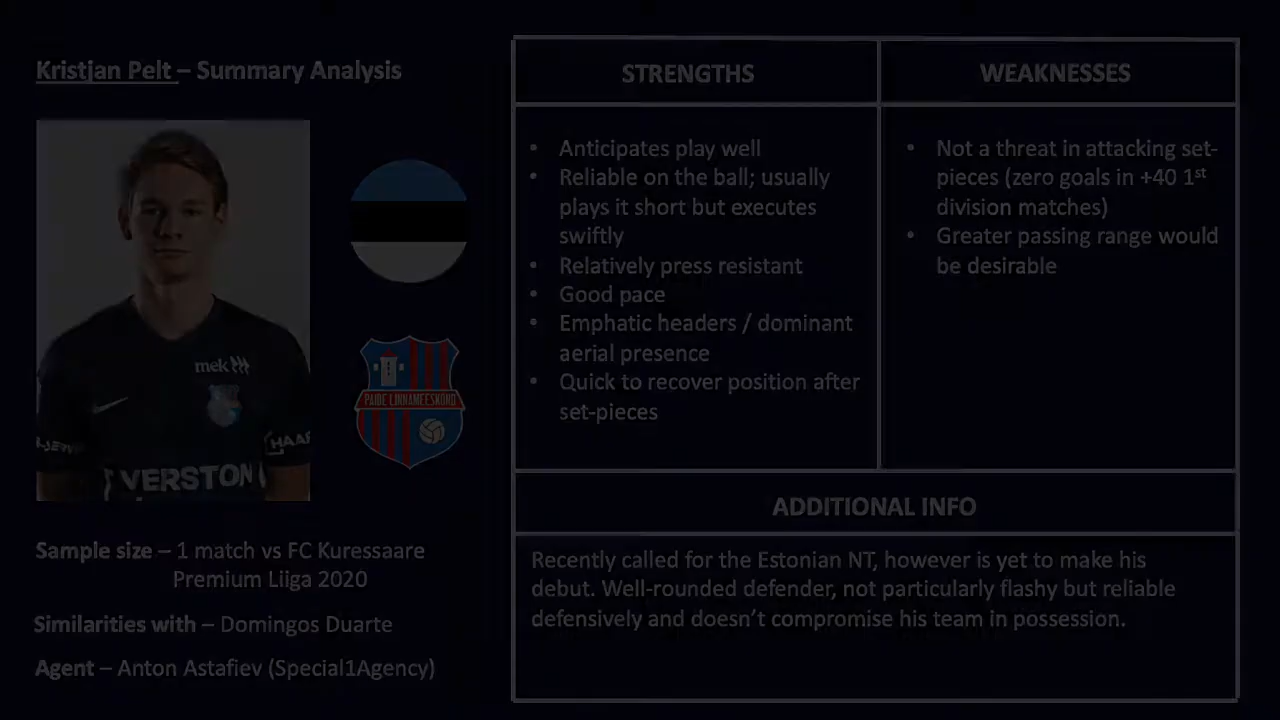 Kristjan Pelt – Summary Analysis
mek
HAAR
VERSTON
PAIDE LINNAMEESKOND
Sample size – 1 match vs FC Kuressaare
Premium Liiga 2020
Similarities with – Domingos Duarte
Agent – Anton Astafiev (Special1Agency)
STRENGTHS
• Anticipates play well
• Reliable on the ball; usually
plays it short but executes
swiftly
• Relatively press resistant
• Good pace
• Emphatic headers / dominant
aerial presence
• Quick to recover position after
set-pieces
WEAKNESSES
• Not a threat in attacking set-
pieces (zero goals in +40 1st
division matches)
• Greater passing range would
be desirable
ADDITIONAL INFO
Recently called for the Estonian NT, however is yet to make his
debut. Well-rounded defender, not particularly flashy but reliable
defensively and doesn’t compromise his team in possession.